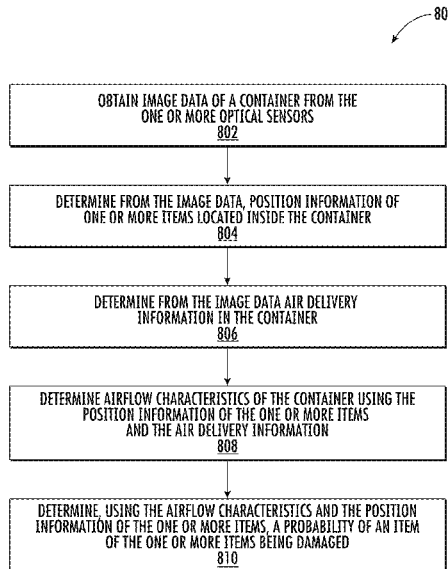 80
OBTAIN IMAGE DATA OF A CONTAINER FROM THE
ONE OR MORE OPTICAL SENSORS
802
DETERMINE FROM THE IMAGE DATA, POSITION INFORMATION OF
ONE OR MORE ITEMS LOCATED INSIDE THE CONTAINER
804
DETERMINE FROM THE IMAGE DATA AIR DELIVERY
INFORMATION IN THE CONTAINER
806
DETERMINE AIRFLOW CHARACTERISTICS OF THE CONTAINER USING THE
POSITION INFORMATION OF THE ONE OR MORE ITEMS
AND THE AIR DELIVERY INFORMATION
808
DETERMINE, USING THE AIRFLOW CHARACTERISTICS AND THE POSITION
INFORMATION OF THE ONE OR MORE ITEMS, A PROBABILITY OF AN ITEM
OF THE ONE OR MORE ITEMS BEING DAMAGED
810